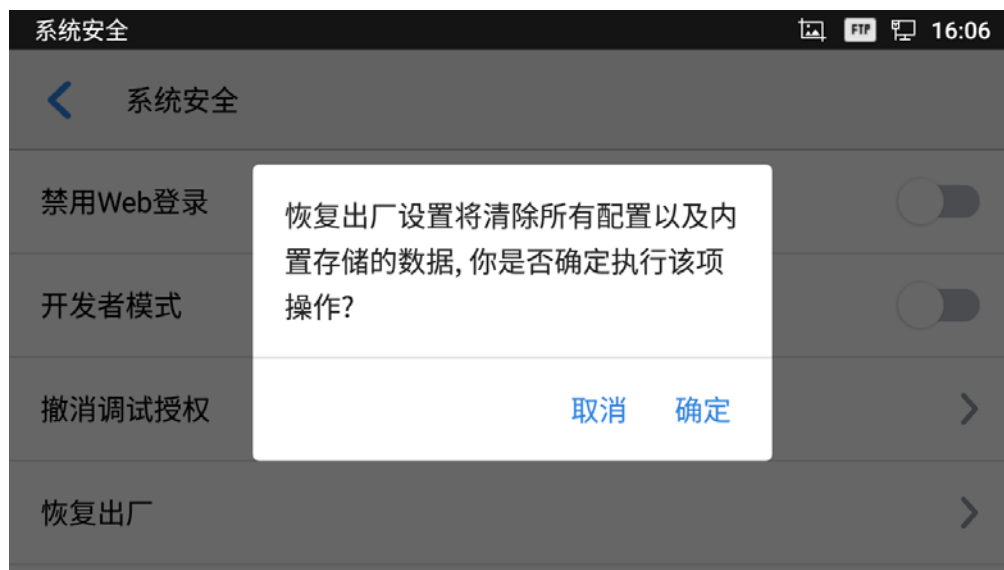 系统安全 FTP 16:06
系统安全
禁用Web登录
恢复出厂设置将清除所有配置以及内
置存储的数据, 你是否确定执行该项
操作?
开发者模式
撤消调试授权
取消 确定
恢复出厂